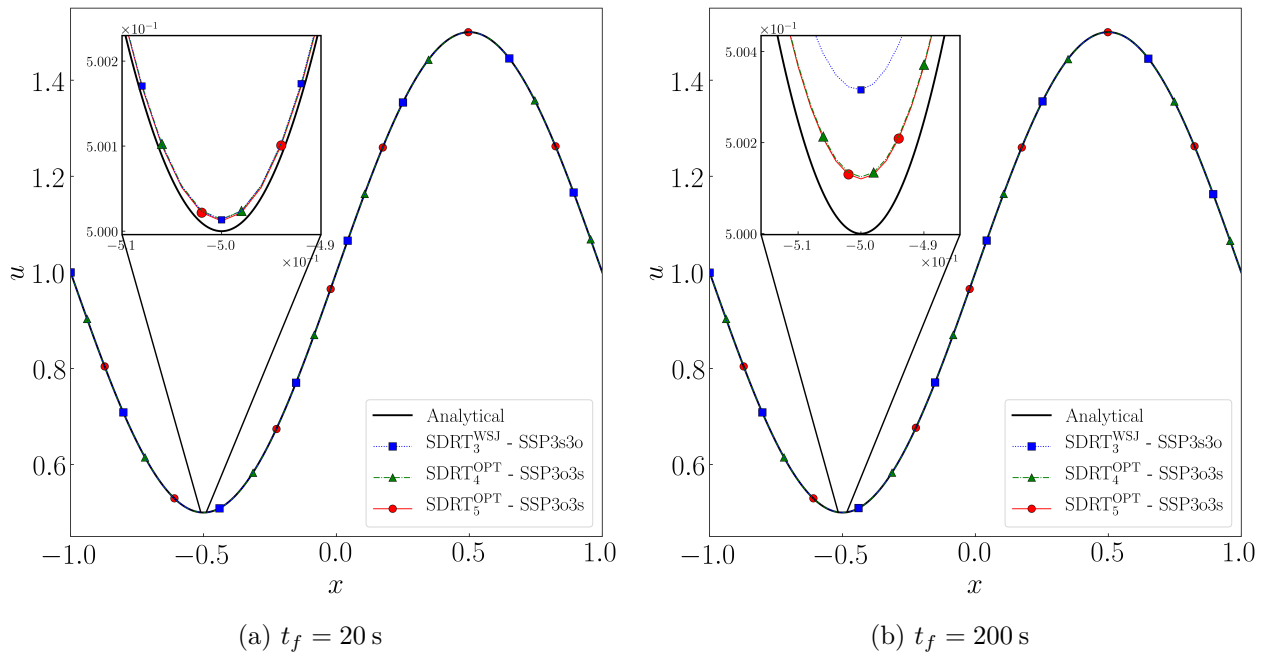 ×10⁻¹
5.002
5.001
5.000
−5.1
−5.0
−4.9
×10⁻¹
1.4
1.2
1.0
0.8
0.6
u
−1.0
−0.5
0.0
0.5
1.0
x
Analytical
SDRT₃^WSJ - SSP3s3o
SDRT₄^OPT - SSP3o3s
SDRT₅^OPT - SSP3o3s
(a) t_f = 20 s
×10⁻¹
5.004
5.002
5.000
−5.1
−5.0
−4.9
×10⁻¹
1.4
1.2
1.0
0.8
0.6
u
−1.0
−0.5
0.0
0.5
1.0
x
Analytical
SDRT₃^WSJ - SSP3s3o
SDRT₄^OPT - SSP3o3s
SDRT₅^OPT - SSP3o3s
(b) t_f = 200 s